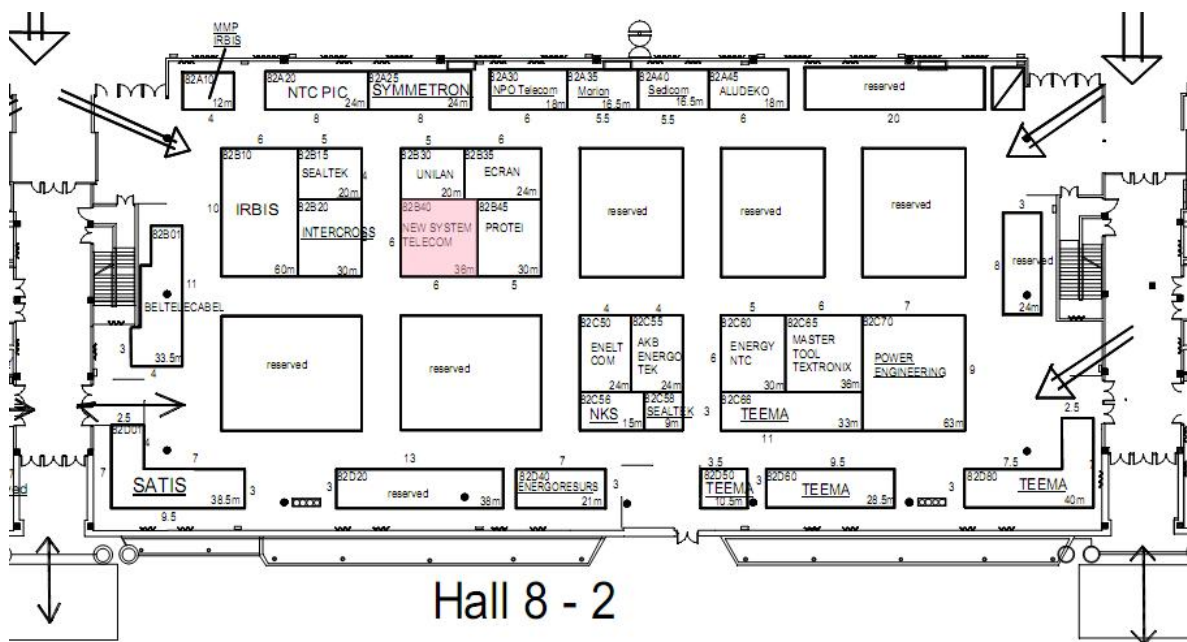 MMP
IRBIS
82A10
12m
4
82A20
NTC PIC
24m
8
82A25
SYMMETRON
24m
8
82A30
NPO Telecom
18m
6
82A35
Morion
16.5m
5.5
82A40
Sedicom
16.5m
5.5
82A45
ALUDEKO
18m
6
reserved
20
6
82B10
10
IRBIS
60m
5
82B15
SEALTEK
20m
4
82B20
INTERCROSS
30m
6
5
82B30
UNILAN
20m
6
82B35
ECRAN
24m
82B40
NEW SYSTEM
TELECOM
36m
6
6
82B45
PROTEI
30m
5
reserved
reserved
reserved
3
8
reserved
24m
82B01
11
BELTELECABEL
3
33.5m
4
reserved
reserved
4
82C50
ENELT
COM
24m
4
82C55
AKB
ENERGO
TEK
24m
82C56
NKS
15m
82C58
SEALTEK
9m
5
82C60
6
ENERGY
NTC
30m
6
82C65
MASTER
TOOL
TEXTRONIX
36m
7
82C70
POWER
ENGINEERING
9
63m
82C66
3
TEEMA
33m
11
2.5
82D01
4
7
7
SATIS
38.5m
3
9.5
13
82D20
3
reserved
38m
7
82D40
ENERGORESURS
21m
3
3.5
82D50
TEEMA
10.5m
3
9.5
82D60
TEEMA
28.5m
3
2.5
7.5
82D80
3
TEEMA
40m
7
Hall 8 - 2